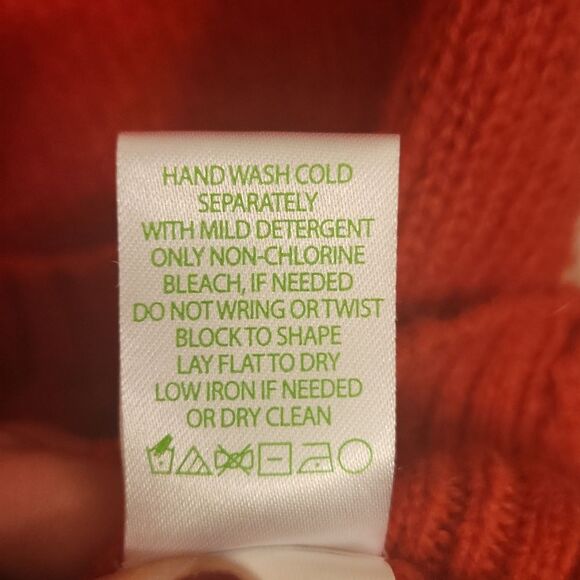 HAND WASH COLD
SEPARATELY
WITH MILD DETERGENT
ONLY NON-CHLORINE
BLEACH, IF NEEDED
DO NOT WRING OR TWIST
BLOCK TO SHAPE
LAY FLAT TO DRY
LOW IRON IF NEEDED
OR DRY CLEAN